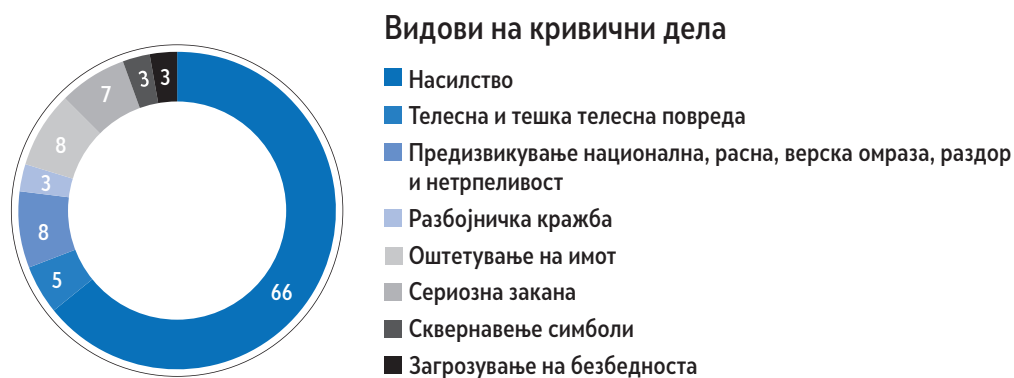 Видови на кривични дела
Насилство
Телесна и тешка телесна повреда
Предизвикување национална, расна, верска омраза, раздор
и нетрпеливост
Разбојничка кражба
Оштетување на имот
Сериозна закана
Сквернавење симболи
Загрозување на безбедноста
66
5
8
3
8
7
3
3